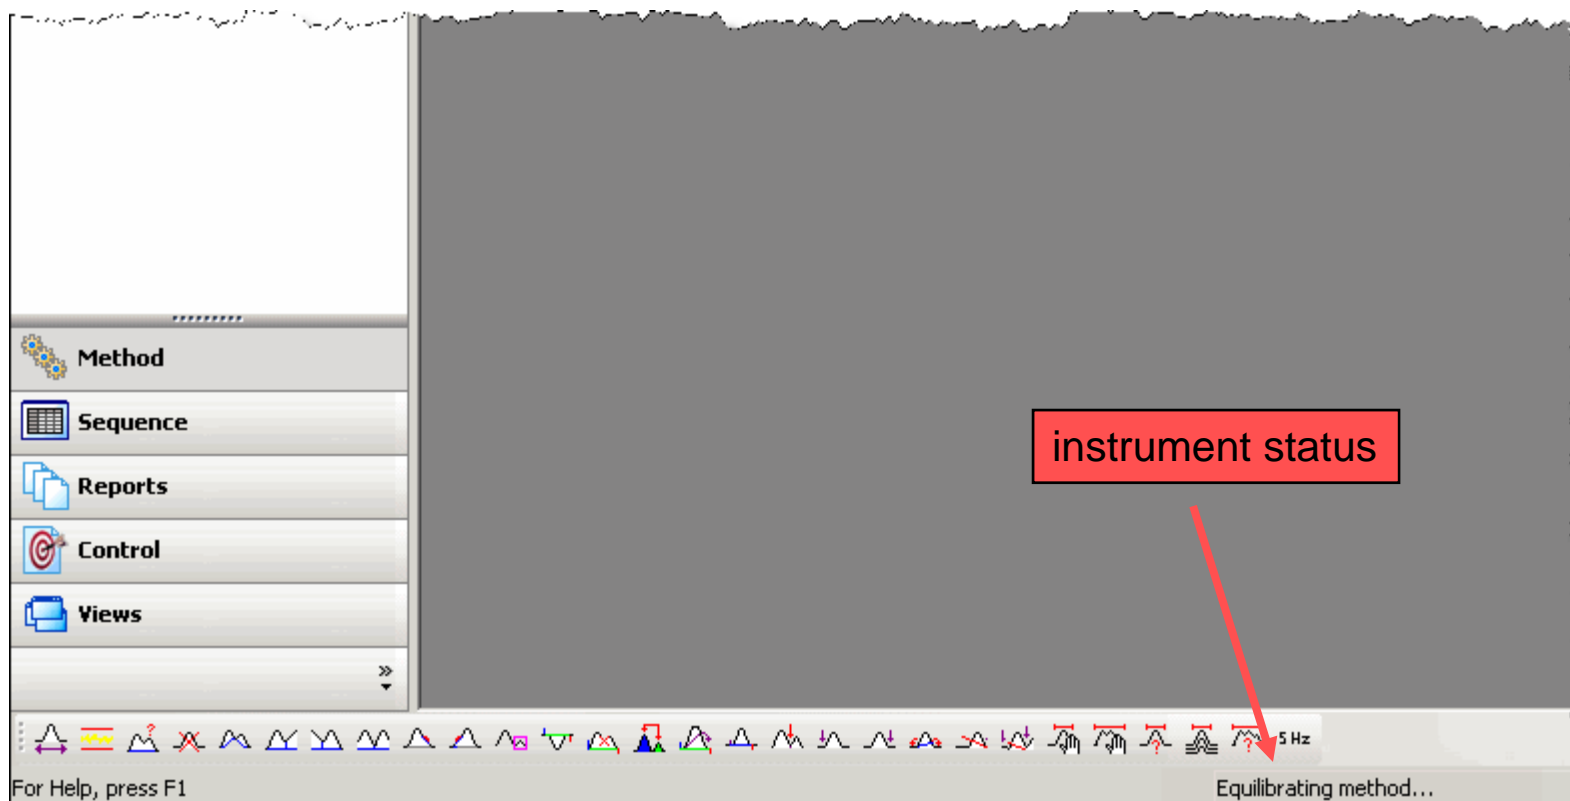 Method
Sequence
Reports
Control
Views
instrument status
5 Hz
For Help, press F1
Equilibrating method...